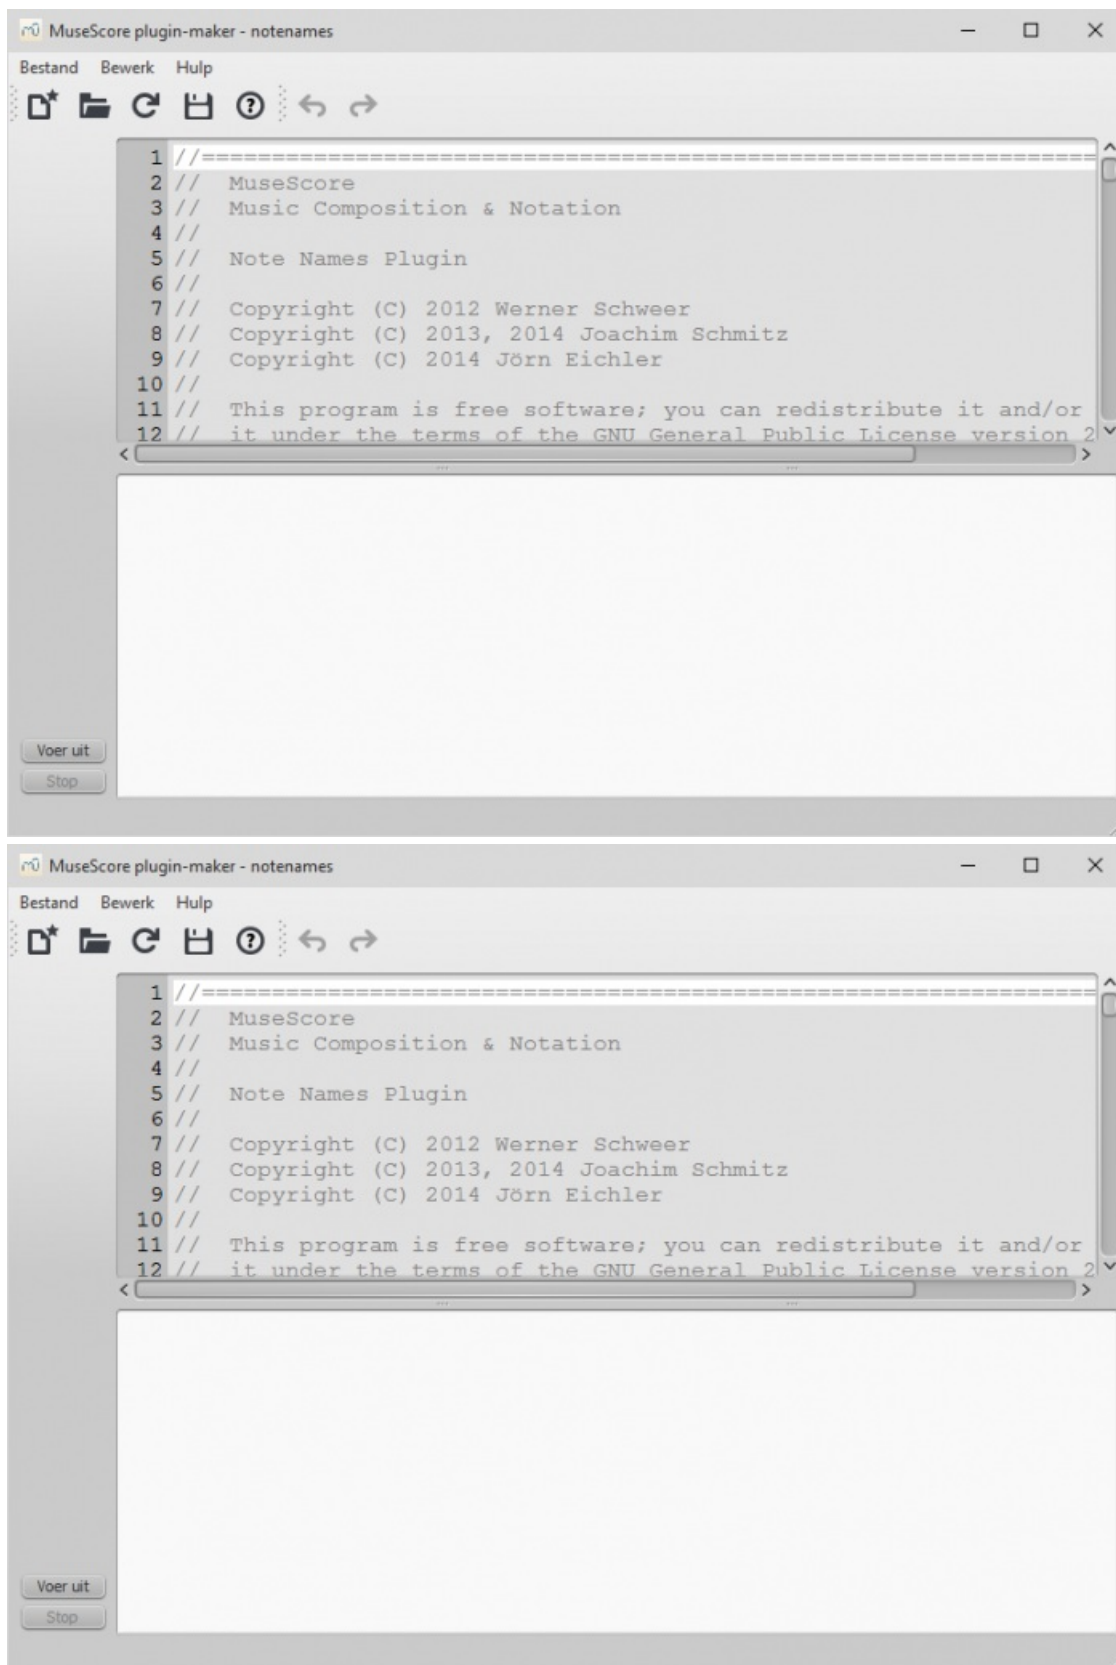 MuseScore plugin-maker - notenames
Bestand Bewerk Hulp
1 //================================================================
2 // MuseScore
3 // Music Composition & Notation
4 //
5 // Note Names Plugin
6 //
7 // Copyright (C) 2012 Werner Schweer
8 // Copyright (C) 2013, 2014 Joachim Schmitz
9 // Copyright (C) 2014 Jörn Eichler
10 //
11 // This program is free software; you can redistribute it and/or
12 // it under the terms of the GNU General Public License version 2
Voer uit
Stop
MuseScore plugin-maker - notenames
Bestand Bewerk Hulp
1 //================================================================
2 // MuseScore
3 // Music Composition & Notation
4 //
5 // Note Names Plugin
6 //
7 // Copyright (C) 2012 Werner Schweer
8 // Copyright (C) 2013, 2014 Joachim Schmitz
9 // Copyright (C) 2014 Jörn Eichler
10 //
11 // This program is free software; you can redistribute it and/or
12 // it under the terms of the GNU General Public License version 2
Voer uit
Stop